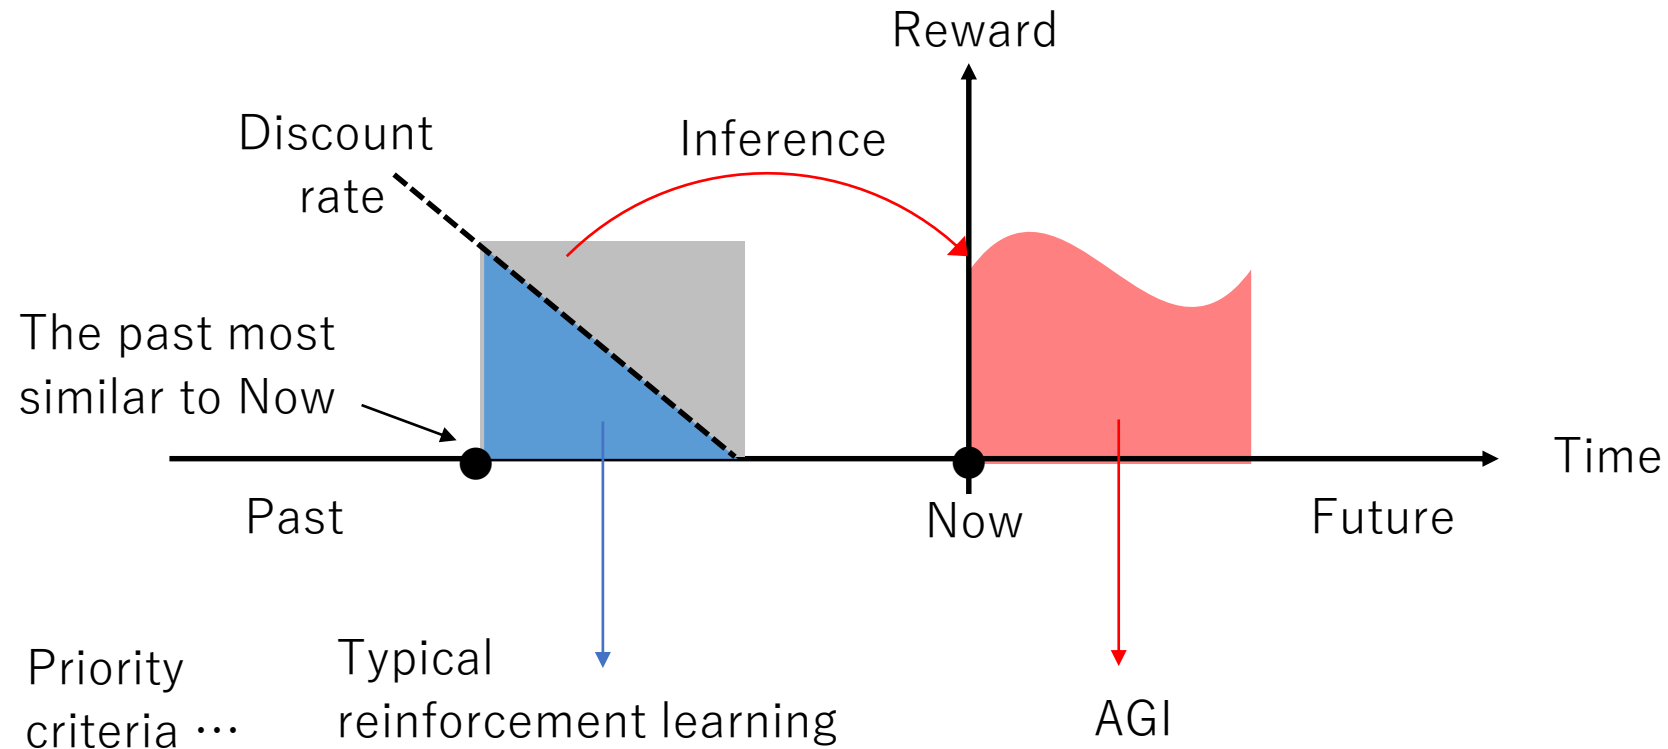 Reward
Discount
rate
Inference
The past most
similar to Now
Time
Past
Now
Future
Priority
criteria …
Typical
reinforcement learning
AGI